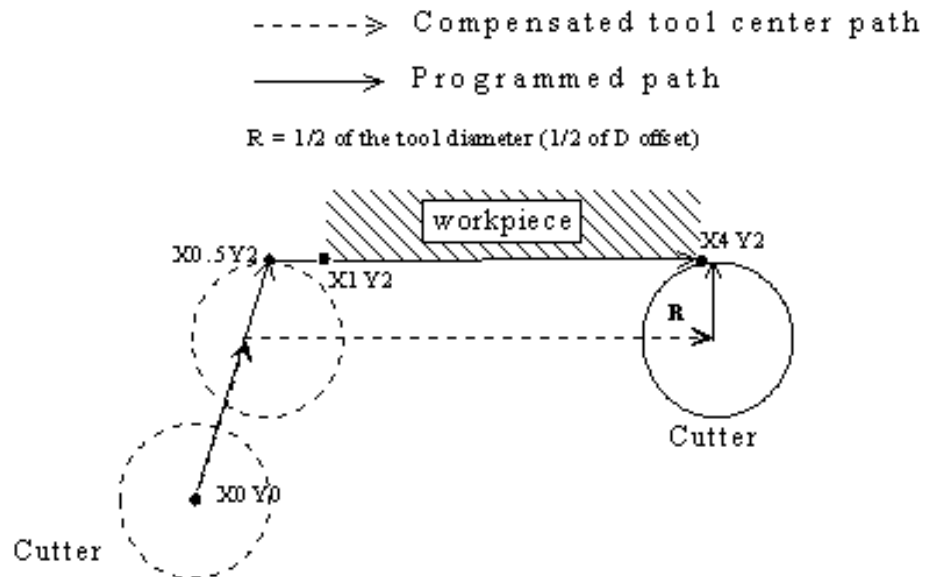 Compensated tool center path
Programmed path
R = 1/2 of the tool diameter (1/2 of D offset)
workpiece
X0.5Y2
X4 Y2
X1 Y2
R
Cutter
X0 Y0
Cutter